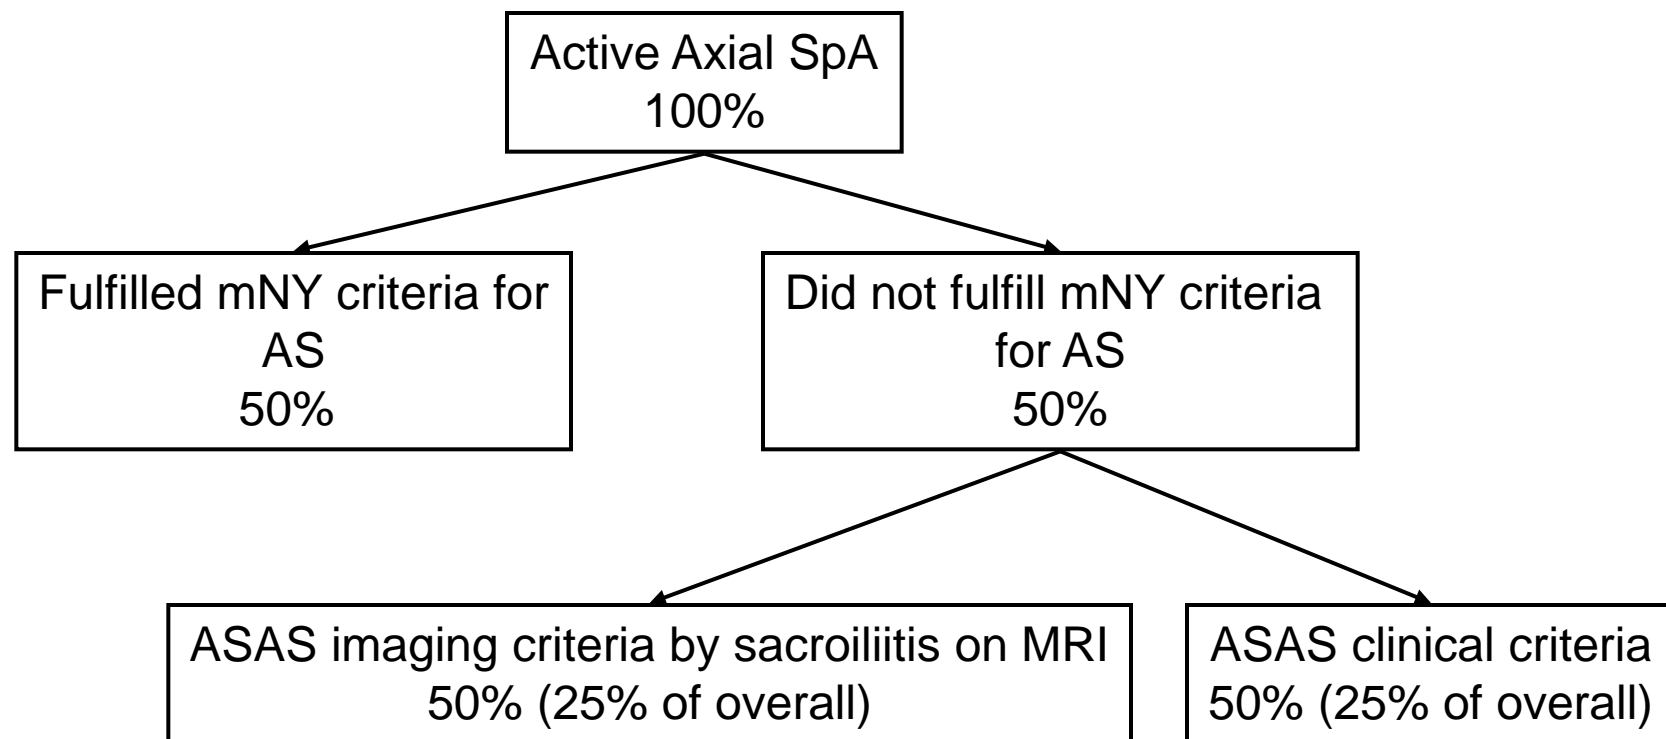 Active Axial SpA
100%
Fulfilled mNY criteria for
AS
50%
Did not fulfill mNY criteria
for AS
50%
ASAS imaging criteria by sacroiliitis on MRI
50% (25% of overall)
ASAS clinical criteria
50% (25% of overall)